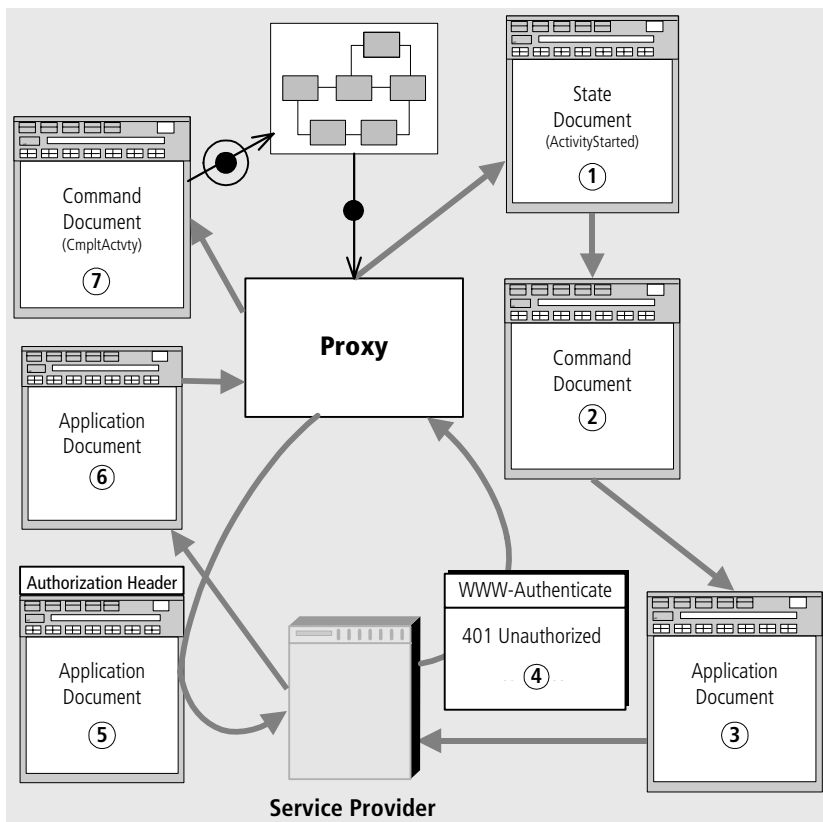 State
Document
(ActivityStarted)
1
Command
Document
(CmpltActvty)
7
Proxy
Command
Document
2
Application
Document
6
Authorization Header
Application
Document
5
WWW-Authenticate
401 Unauthorized
4
Application
Document
3
Service Provider